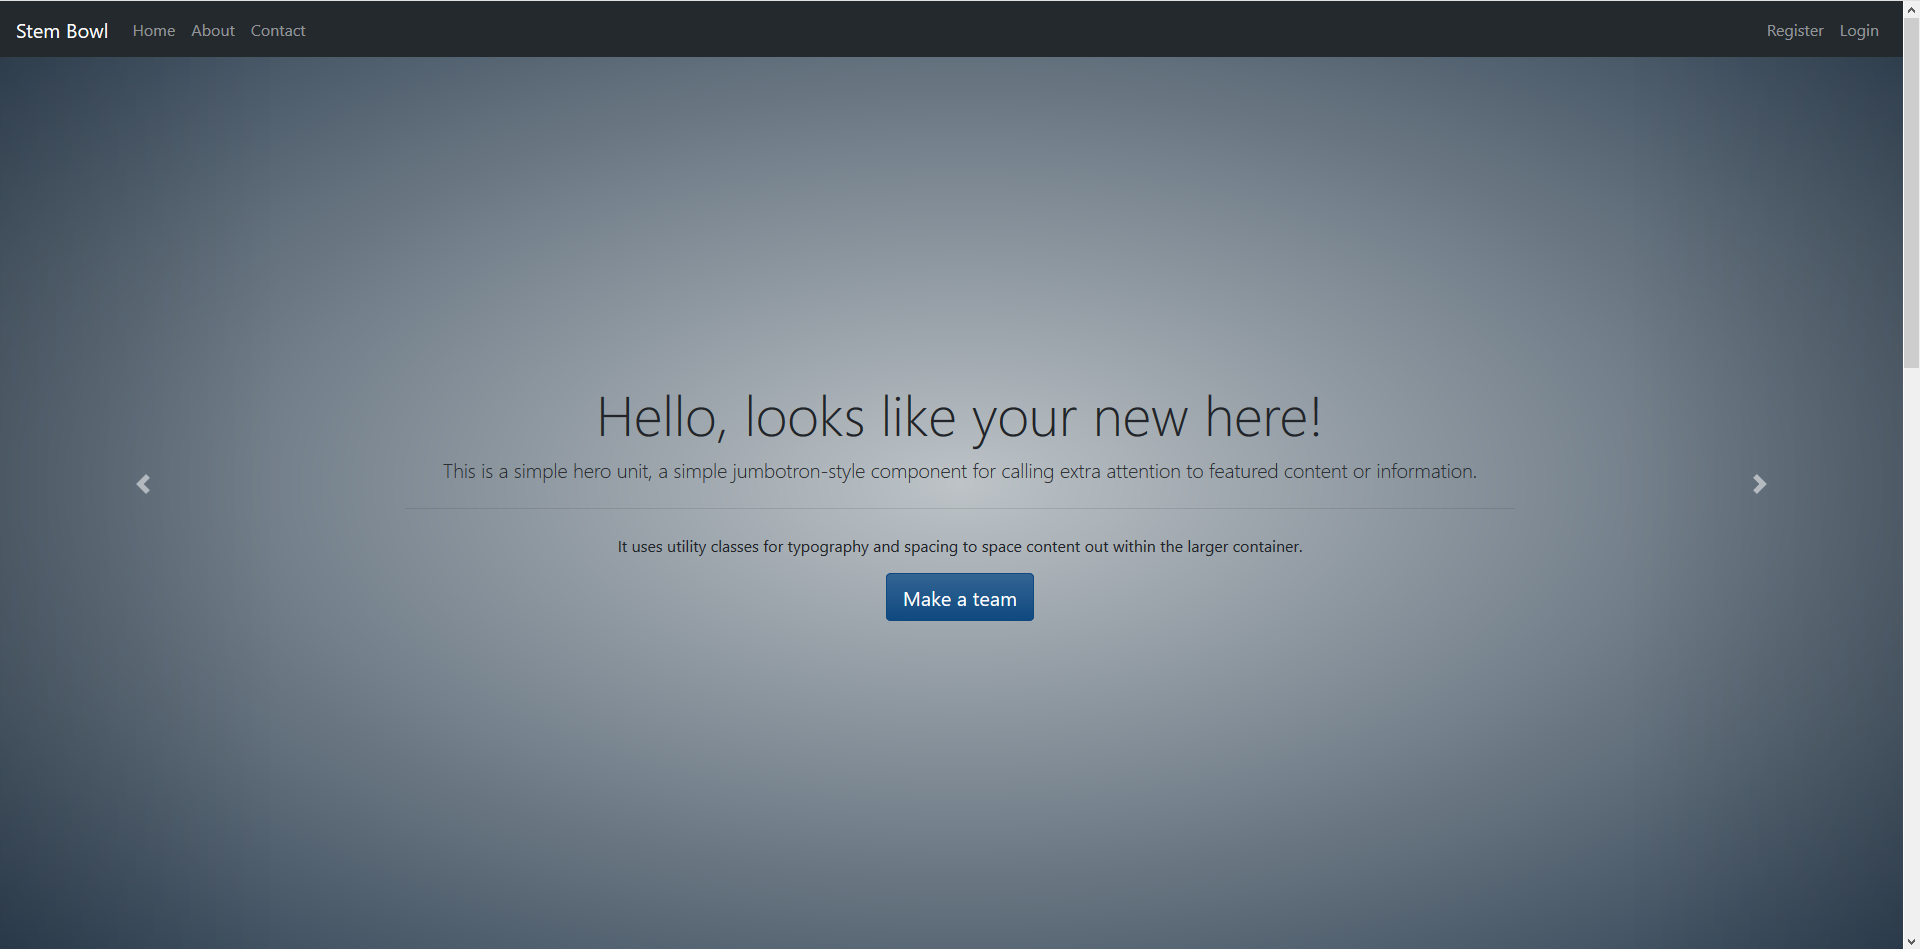 Stem Bowl Home About Contact Register Login
Hello, looks like your new here!
This is a simple hero unit, a simple jumbotron-style component for calling extra attention to featured content or information.
It uses utility classes for typography and spacing to space content out within the larger container.
Make a team